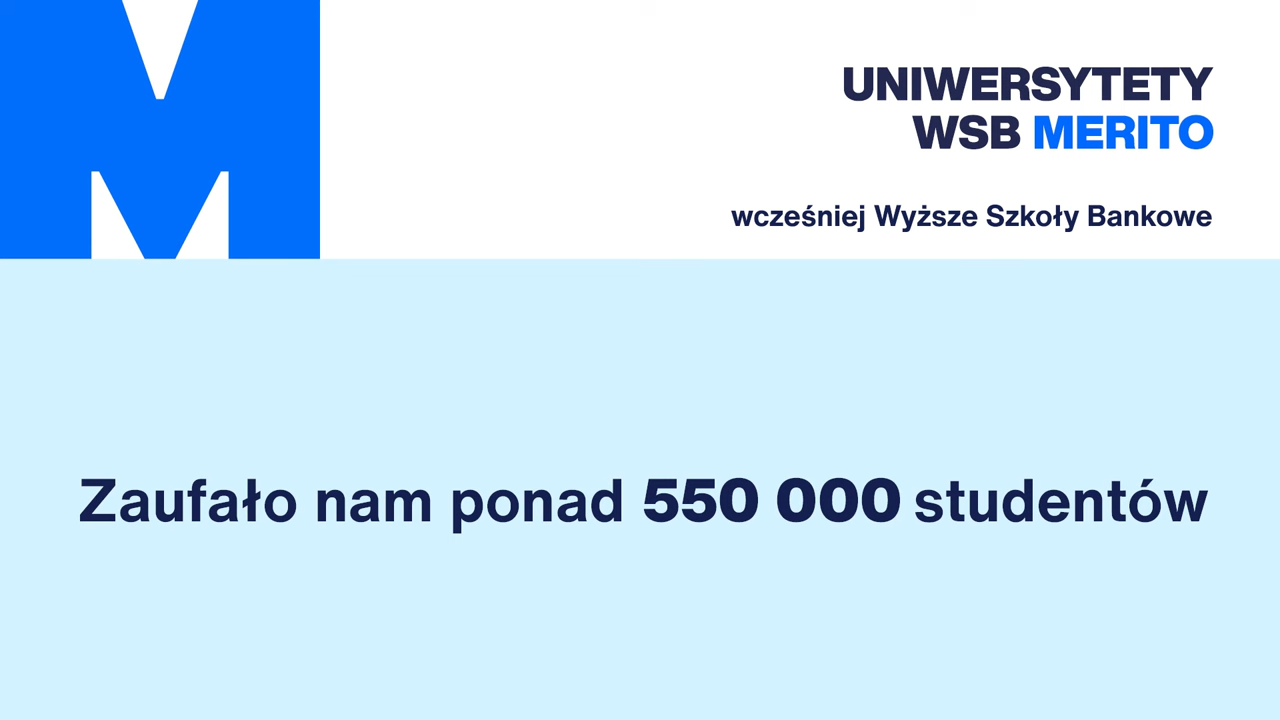 UNIWERSYTETY
WSB MERITO
wcześniej Wyższe Szkoły Bankowe
Zaufało nam ponad 550 000 studentów